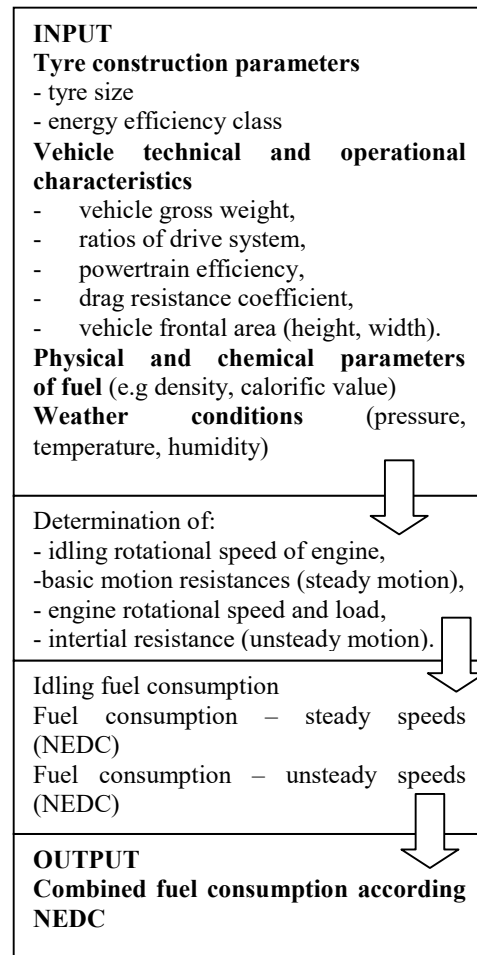 INPUT
Tyre construction parameters
- tyre size
- energy efficiency class
Vehicle technical and operational
characteristics
- vehicle gross weight,
- ratios of drive system,
- powertrain efficiency,
- drag resistance coefficient,
- vehicle frontal area (height, width).
Physical and chemical parameters
of fuel (e.g density, calorific value)
Weather conditions (pressure,
temperature, humidity)
Determination of:
- idling rotational speed of engine,
-basic motion resistances (steady motion),
- engine rotational speed and load,
- intertial resistance (unsteady motion).
Idling fuel consumption
Fuel consumption – steady speeds
(NEDC)
Fuel consumption – unsteady speeds
(NEDC)
OUTPUT
Combined fuel consumption according
NEDC